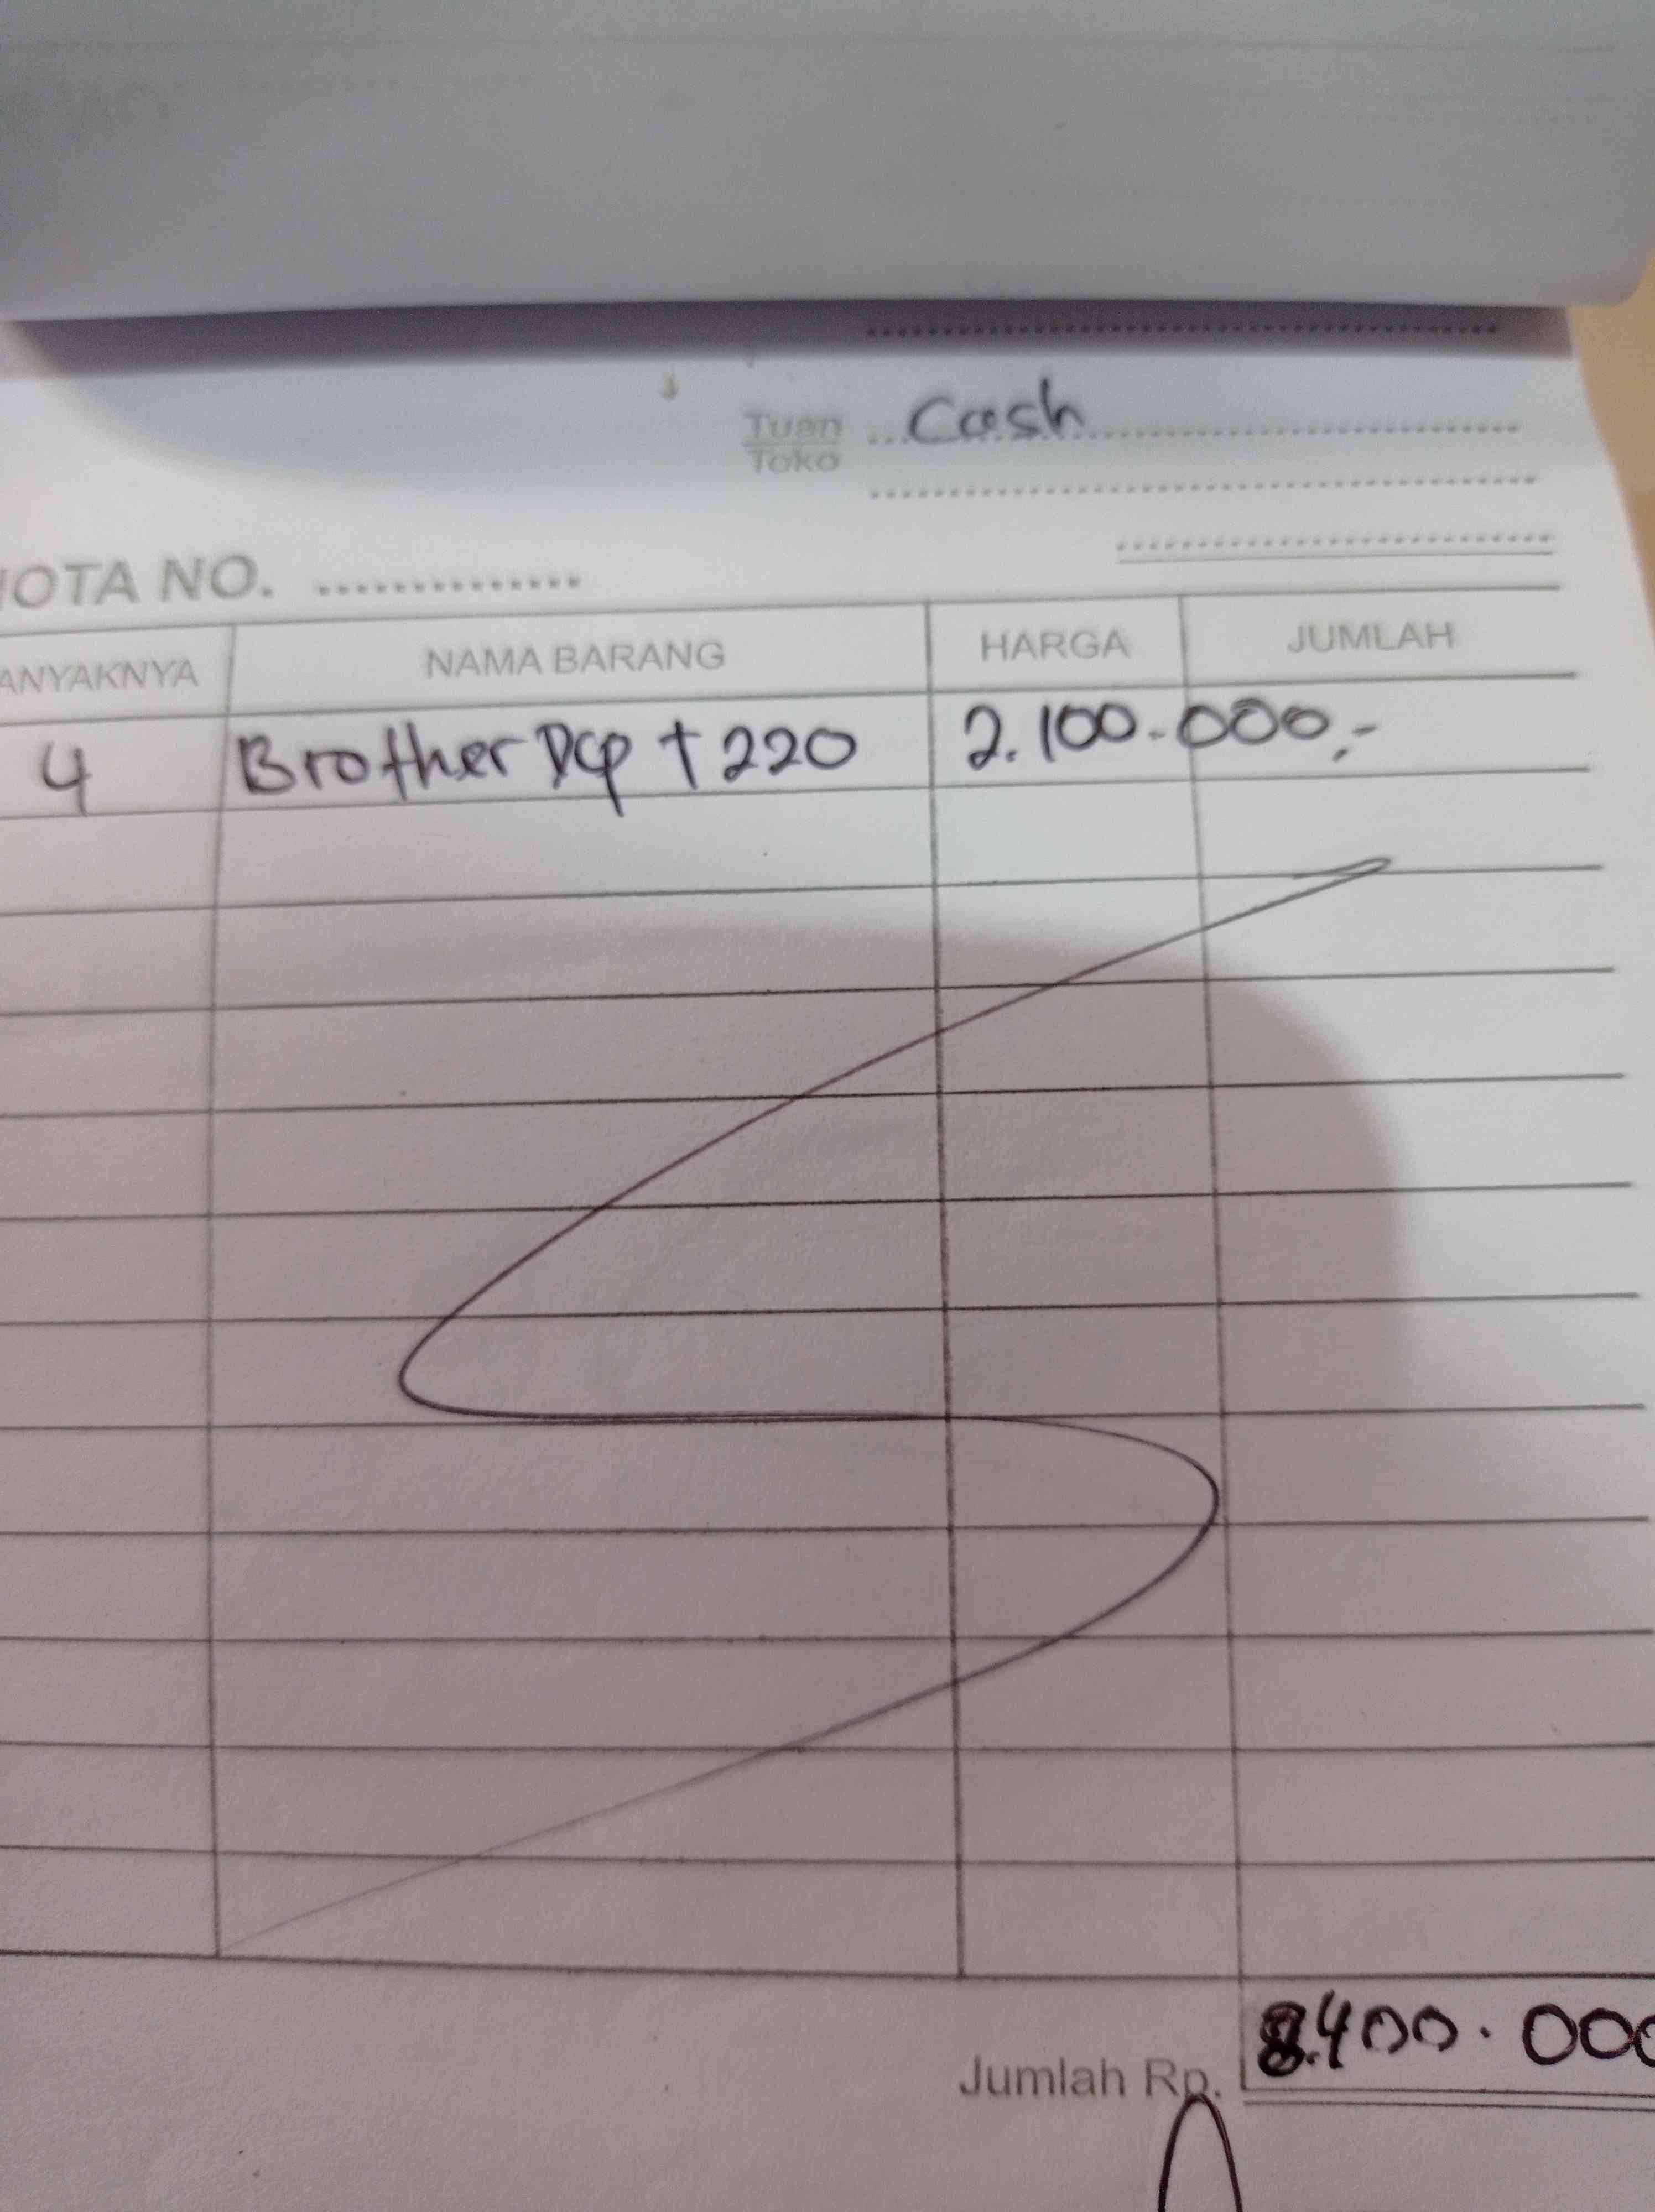 Tuan Cash
Toko
NOTA NO.
ANYAKNYA NAMA BARANG HARGA JUMLAH
4 Brother Dcp T220 2.100.000,-
Jumlah Rp. 8.400.000